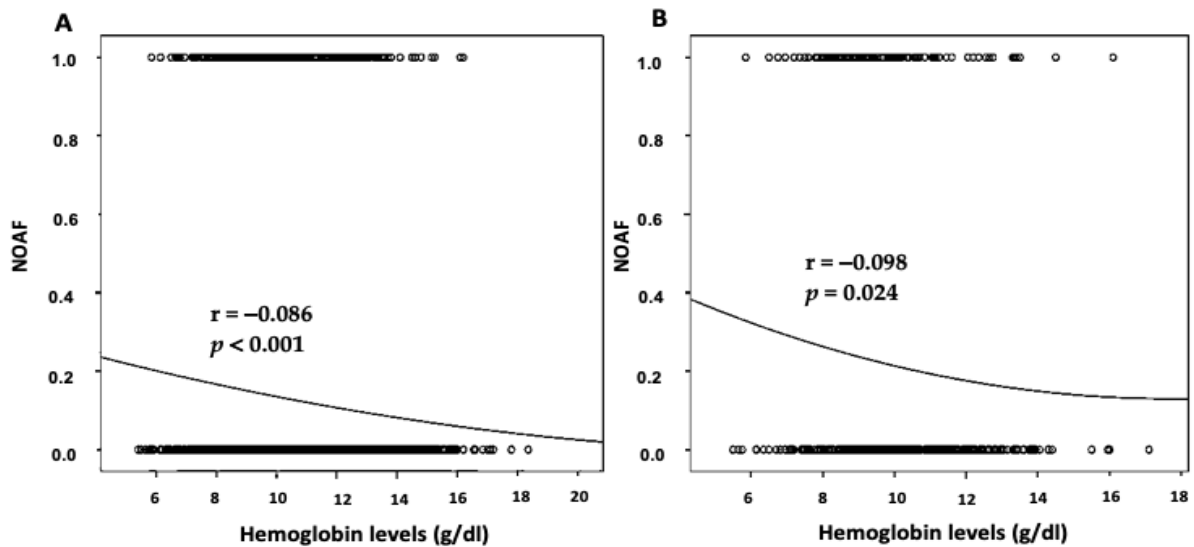 A
NOAF
1.0
0.8
0.6
0.4
0.2
0.0
r = −0.086
p < 0.001
6 8 10 12 14 16 18 20
Hemoglobin levels (g/dl)
B
NOAF
1.0
0.8
0.6
0.4
0.2
0.0
r = −0.098
p = 0.024
6 8 10 12 14 16 18
Hemoglobin levels (g/dl)